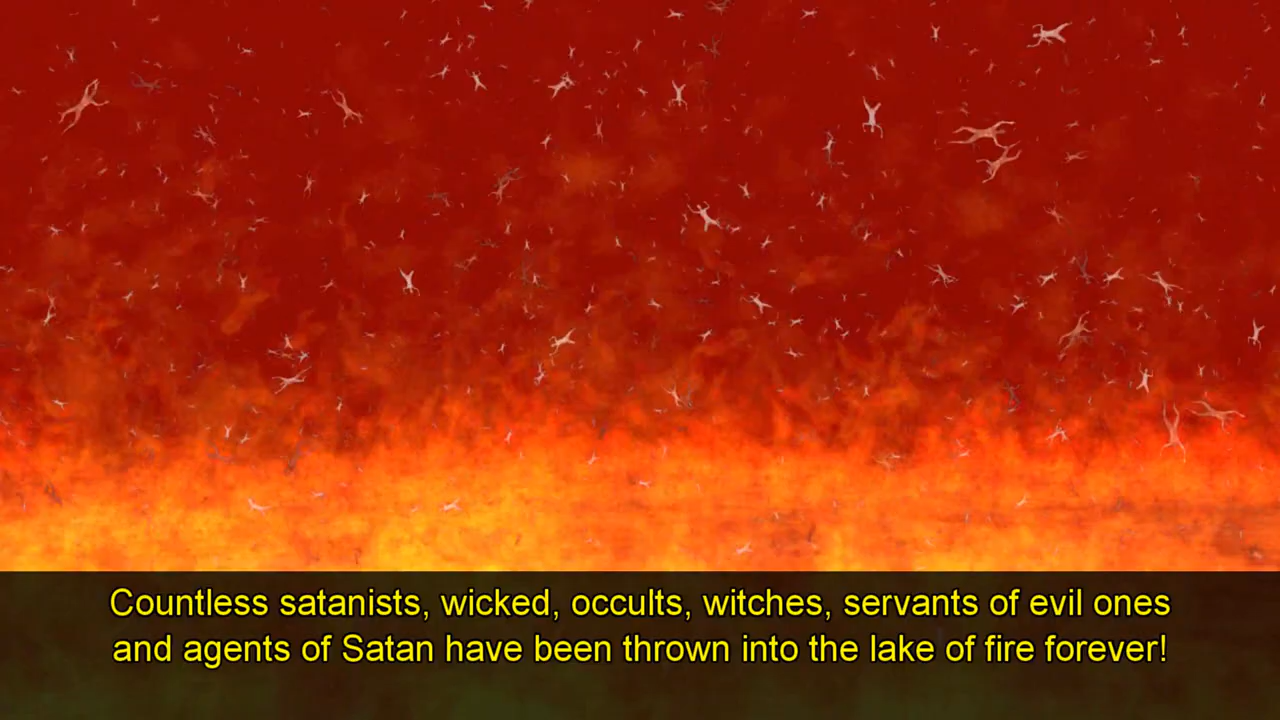 Countless satanists, wicked, occults, witches, servants of evil ones
and agents of Satan have been thrown into the lake of fire forever!